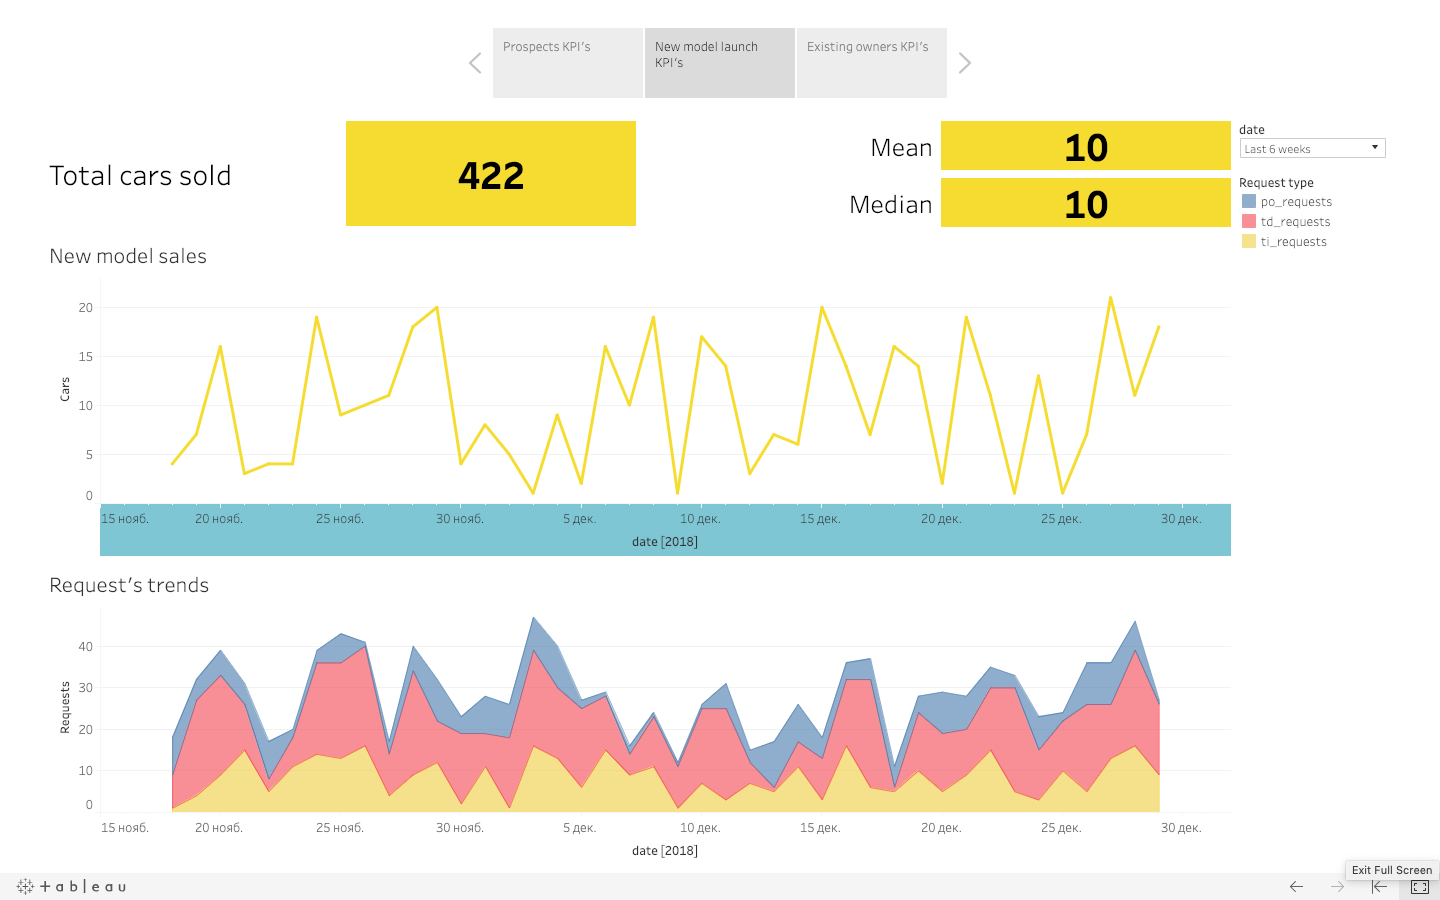 Prospects KPI's
New model launch
KPI's
Existing owners KPI's
Total cars sold
422
Mean
10
Median
10
date
Last 6 weeks
Request type
po_requests
td_requests
ti_requests
New model sales
Cars
20
15
10
5
0
15 нояб.
20 нояб.
25 нояб.
30 нояб.
5 дек.
10 дек.
15 дек.
20 дек.
25 дек.
30 дек.
date [2018]
Request's trends
Requests
40
30
20
10
0
15 нояб.
20 нояб.
25 нояб.
30 нояб.
5 дек.
10 дек.
15 дек.
20 дек.
25 дек.
30 дек.
date [2018]
+ a b l e a u
Exit Full Screen